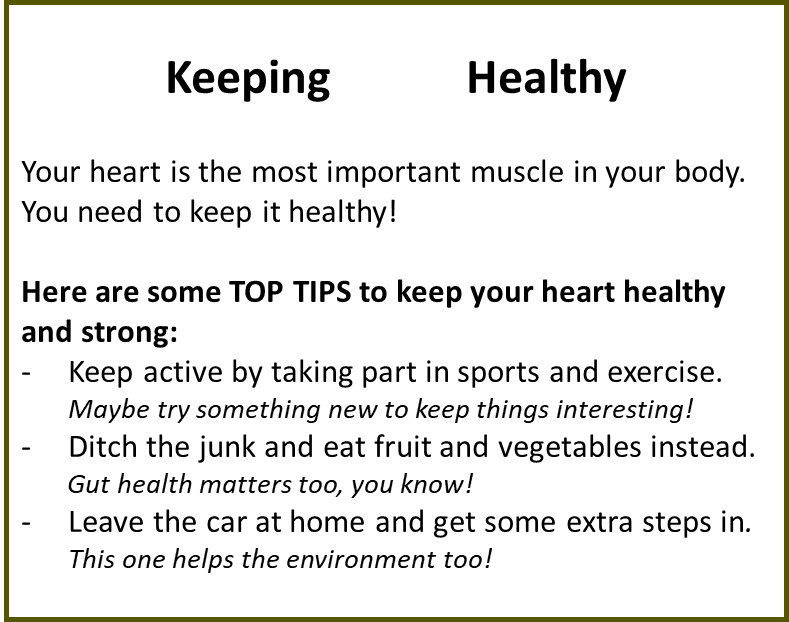 Keeping Healthy
Your heart is the most important muscle in your body.
You need to keep it healthy!
Here are some TOP TIPS to keep your heart healthy
and strong:
- Keep active by taking part in sports and exercise.
Maybe try something new to keep things interesting!
- Ditch the junk and eat fruit and vegetables instead.
Gut health matters too, you know!
- Leave the car at home and get some extra steps in.
This one helps the environment too!